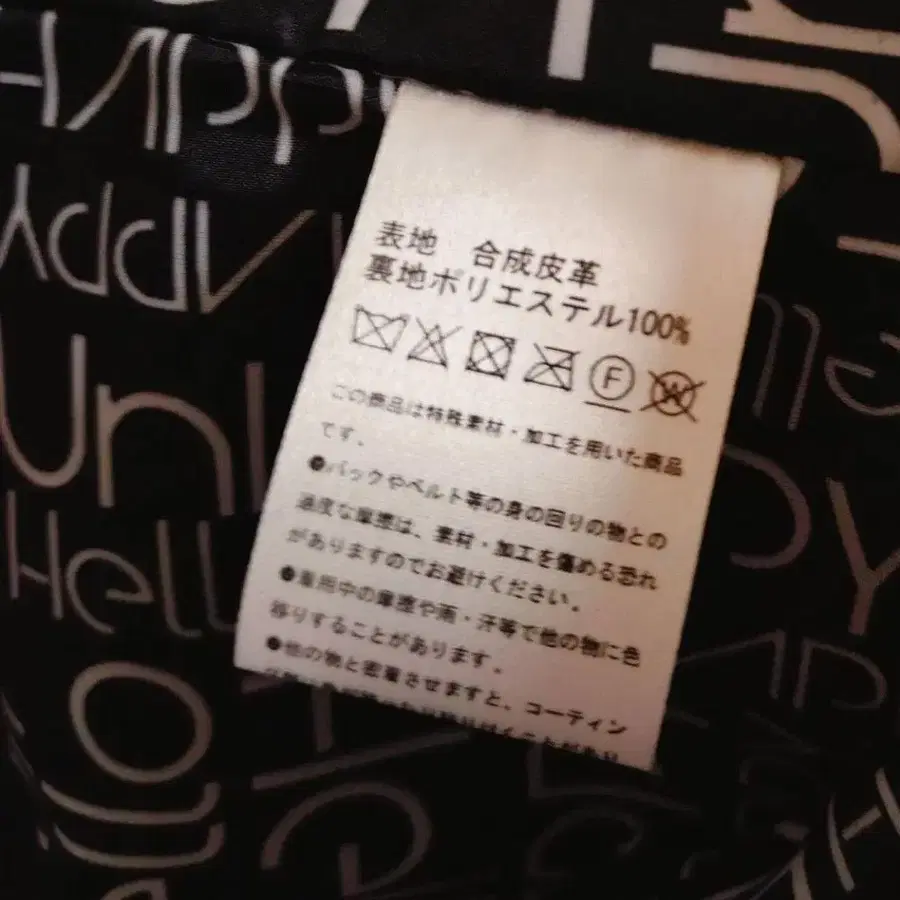 HAPPY
HAPPY
Hello
表地　合成皮革
裏地ポリエステル100%
F
W
この商品は特殊素材・加工を用いた商品
です。
●バックやベルト等の身の回りの物との
過度な摩擦は、素材・加工を傷める恐れ
がありますのでお避けください。
●着用中の摩擦や雨・汗等で他の物に色
移りすることがあります。
●他の物と密着させますと、コーティン